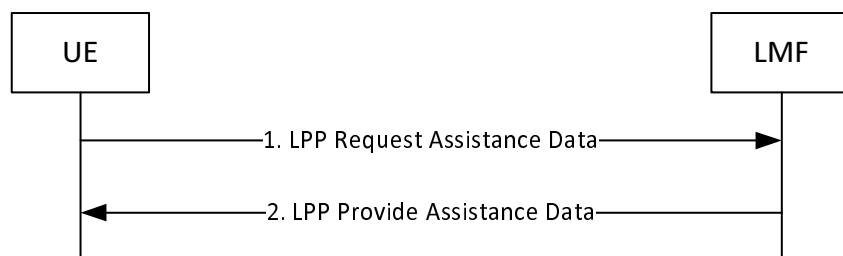 UE
LMF
1. LPP Request Assistance Data
2. LPP Provide Assistance Data